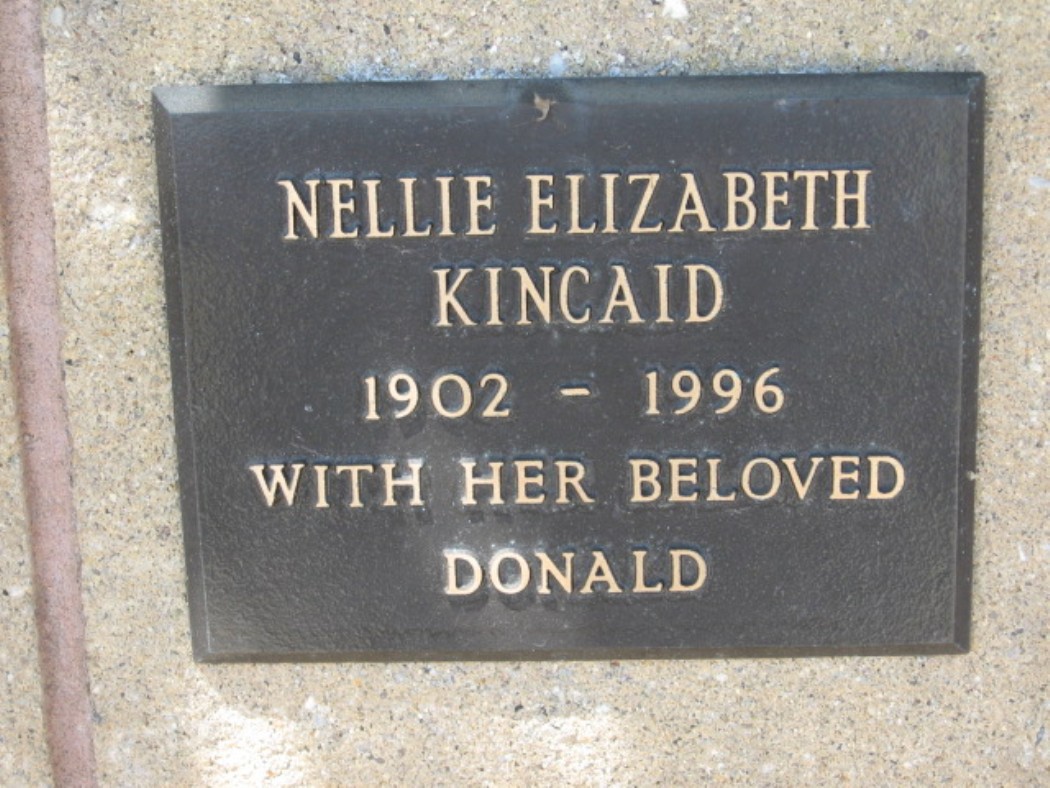 NELLIE ELIZABETH
KINCAID
1902 - 1996
WITH HER BELOVED
DONALD